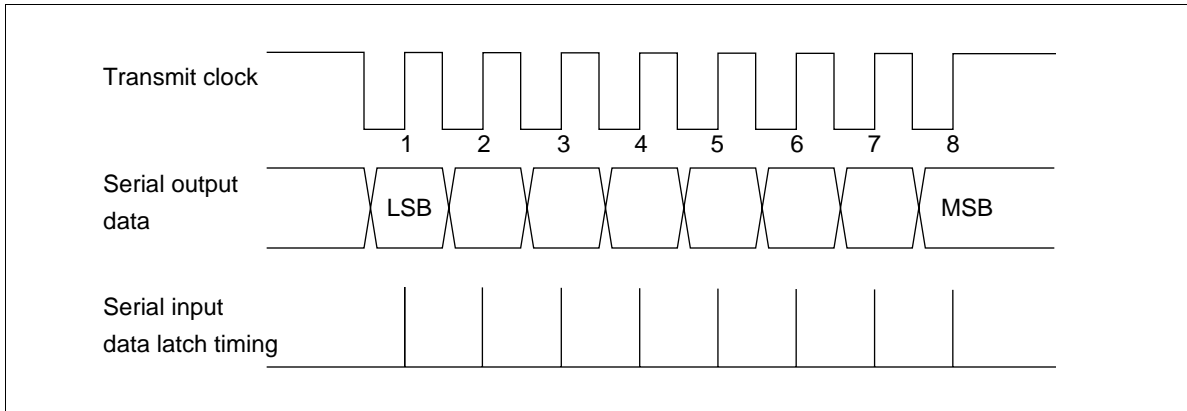 Transmit clock
1 2 3 4 5 6 7 8
Serial output
data
LSB MSB
Serial input
data latch timing